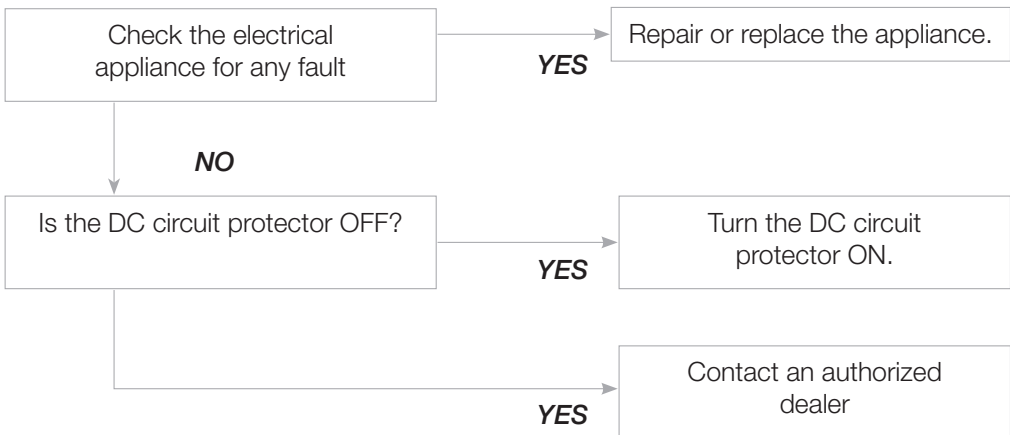 Check the electrical
appliance for any fault
YES
Repair or replace the appliance.
NO
Is the DC circuit protector OFF?
YES
Turn the DC circuit
protector ON.
YES
Contact an authorized
dealer